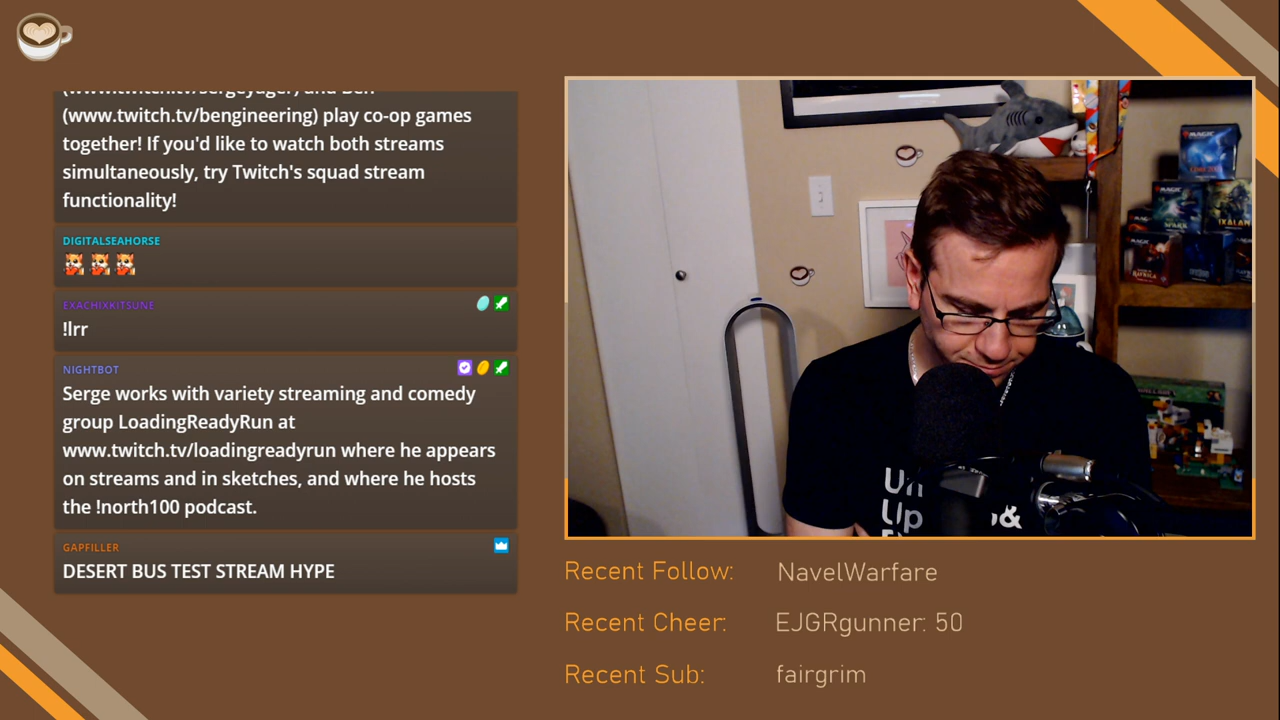 (www.twitch.tv/bengineering) play co-op games
together! If you'd like to watch both streams
simultaneously, try Twitch's squad stream
functionality!
DIGITALSEAHORSE
EXACHIXKITSUNE
!lrr
NIGHTBOT
Serge works with variety streaming and comedy
group LoadingReadyRun at
www.twitch.tv/loadingreadyrun where he appears
on streams and in sketches, and where he hosts
the !north100 podcast.
GAPFILLER
DESERT BUS TEST STREAM HYPE
MAGIC
Recent Follow: NavelWarfare
Recent Cheer: EJGRgunner: 50
Recent Sub: fairgrim